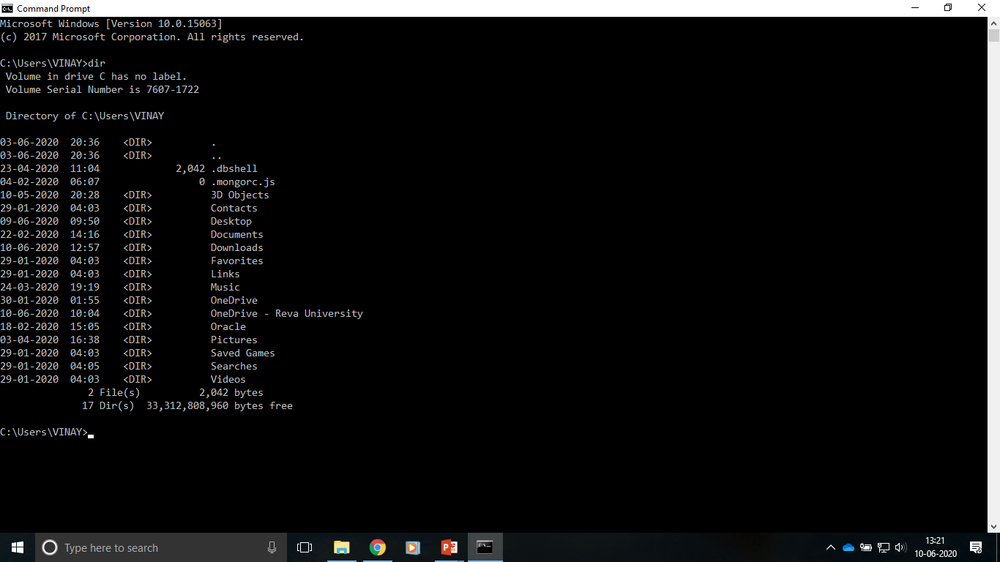 Command Prompt
Microsoft Windows [Version 10.0.15063]
(c) 2017 Microsoft Corporation. All rights reserved.
C:\Users\VINAY>dir
 Volume in drive C has no label.
 Volume Serial Number is 7607-1722
 Directory of C:\Users\VINAY
03-06-2020  20:36    <DIR>          .
03-06-2020  20:36    <DIR>          ..
23-04-2020  11:04             2,042 .dbshell
04-02-2020  06:07                 0 .mongorc.js
10-05-2020  20:28    <DIR>          3D Objects
29-01-2020  04:03    <DIR>          Contacts
09-06-2020  09:50    <DIR>          Desktop
22-02-2020  14:16    <DIR>          Documents
10-06-2020  12:57    <DIR>          Downloads
29-01-2020  04:03    <DIR>          Favorites
29-01-2020  04:03    <DIR>          Links
24-03-2020  19:19    <DIR>          Music
30-01-2020  01:55    <DIR>          OneDrive
10-06-2020  10:04    <DIR>          OneDrive - Reva University
18-02-2020  15:05    <DIR>          Oracle
03-04-2020  16:38    <DIR>          Pictures
29-01-2020  04:03    <DIR>          Saved Games
29-01-2020  04:05    <DIR>          Searches
29-01-2020  04:03    <DIR>          Videos
               2 File(s)          2,042 bytes
              17 Dir(s)  33,312,808,960 bytes free
C:\Users\VINAY>
Type here to search
13:21
10-06-2020